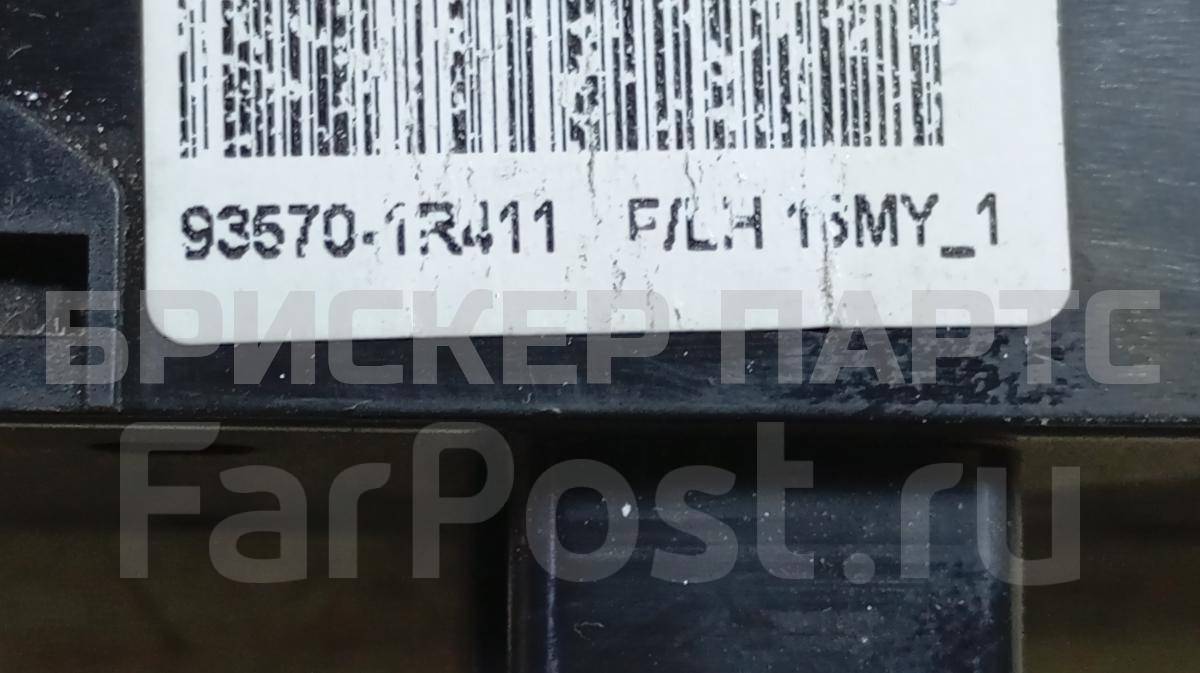 93570-1R411 F/LH 15MY_1
БРИСКЕР ПАРТС
FarPost.ru